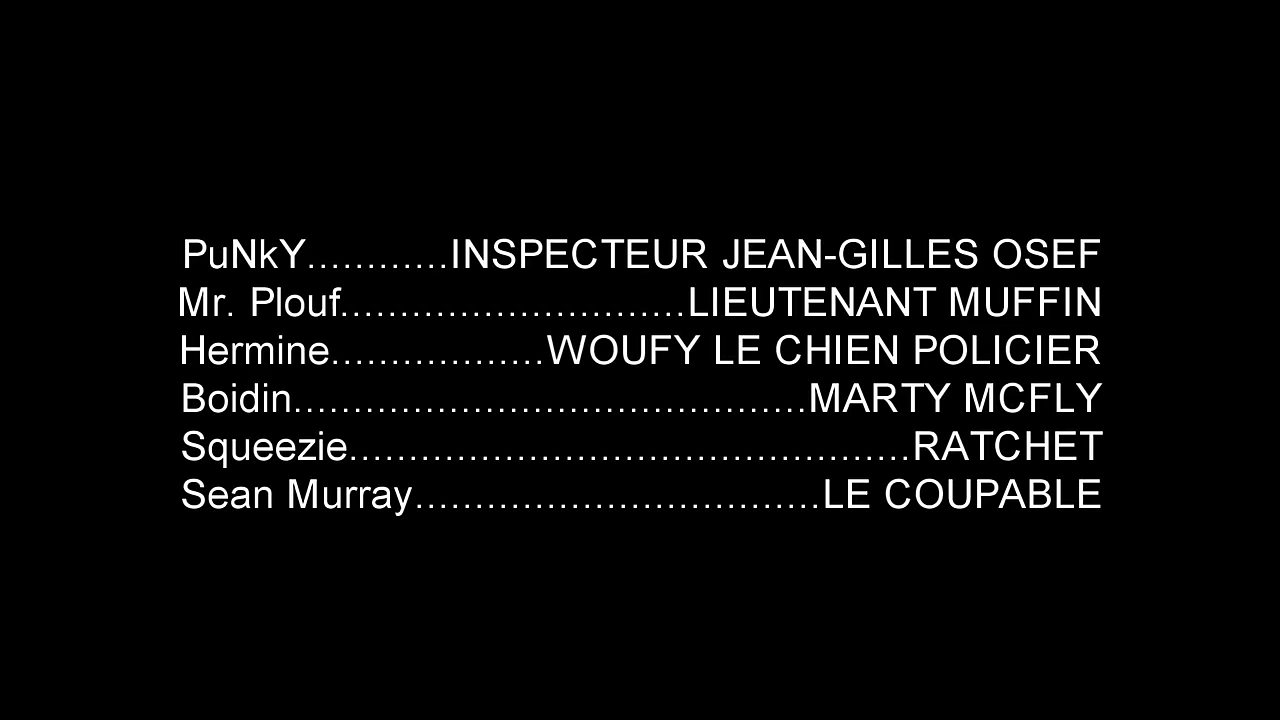 PuNkY............INSPECTEUR JEAN-GILLES OSEF
Mr. Plouf.............................LIEUTENANT MUFFIN
Hermine..................WOUFY LE CHIEN POLICIER
Boidin...........................................MARTY MCFLY
Squeezie...............................................RATCHET
Sean Murray..................................LE COUPABLE